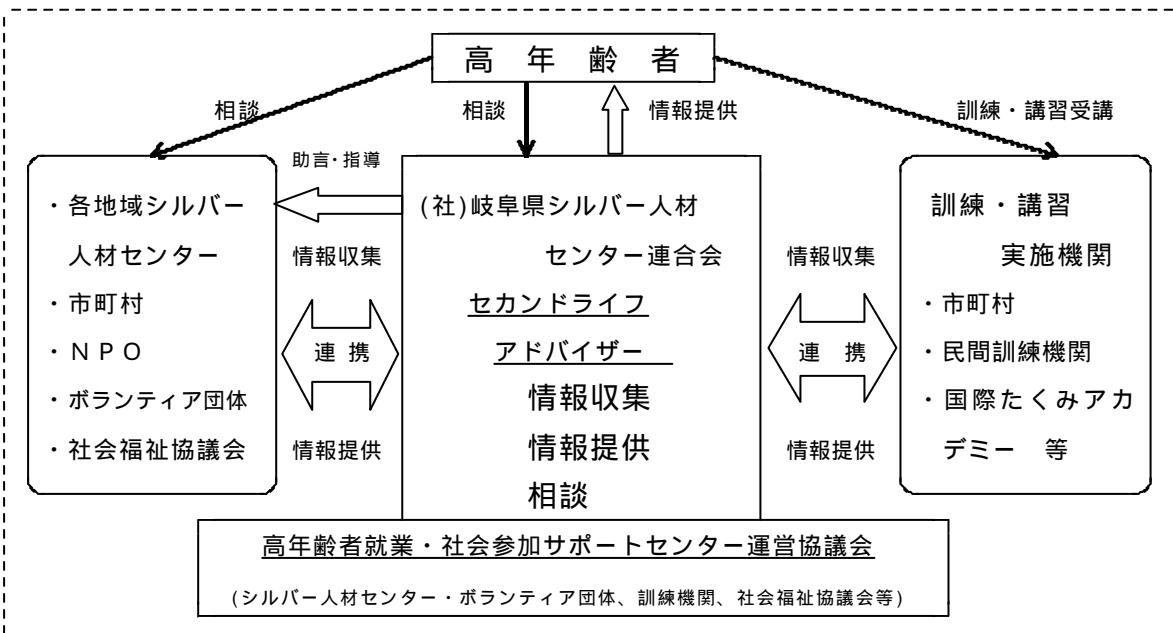 高年齢者
相談
相談
情報提供
訓練・講習受講
助言・指導
・各地域シルバー
人材センター
・市町村
・ＮＰＯ
・ボランティア団体
・社会福祉協議会
情報収集
連携
情報提供
(社)岐阜県シルバー人材
センター連合会
セカンドライフ
アドバイザー
情報収集
情報提供
相談
情報収集
連携
情報提供
訓練・講習
実施機関
・市町村
・民間訓練機関
・国際たくみアカ
デミー　等
高年齢者就業・社会参加サポートセンター運営協議会
(シルバー人材センター・ボランティア団体、訓練機関、社会福祉協議会等)